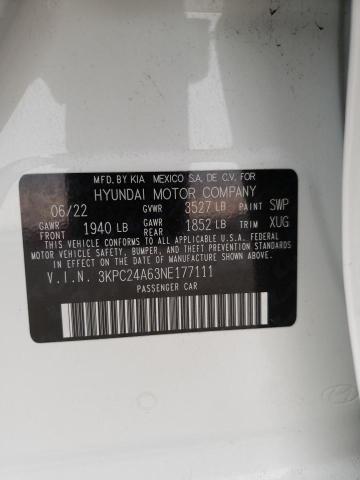 MFD. BY KIA MEXICO S.A. DE C.V. FOR
HYUNDAI MOTOR COMPANY
06/22 GVWR 3527 LB PAINT SWP
GAWR FRONT 1940 LB GAWR REAR 1852 LB TRIM XUG
THIS VEHICLE CONFORMS TO ALL APPLICABLE FEDERAL
MOTOR VEHICLE SAFETY, BUMPER, AND THEFT PREVENTION
STANDARDS IN EFFECT ON THE DATE OF MANUFACTURE
SHOWN ABOVE.
V.I.N. 3KPC24A63NE177111
PASSENGER CAR